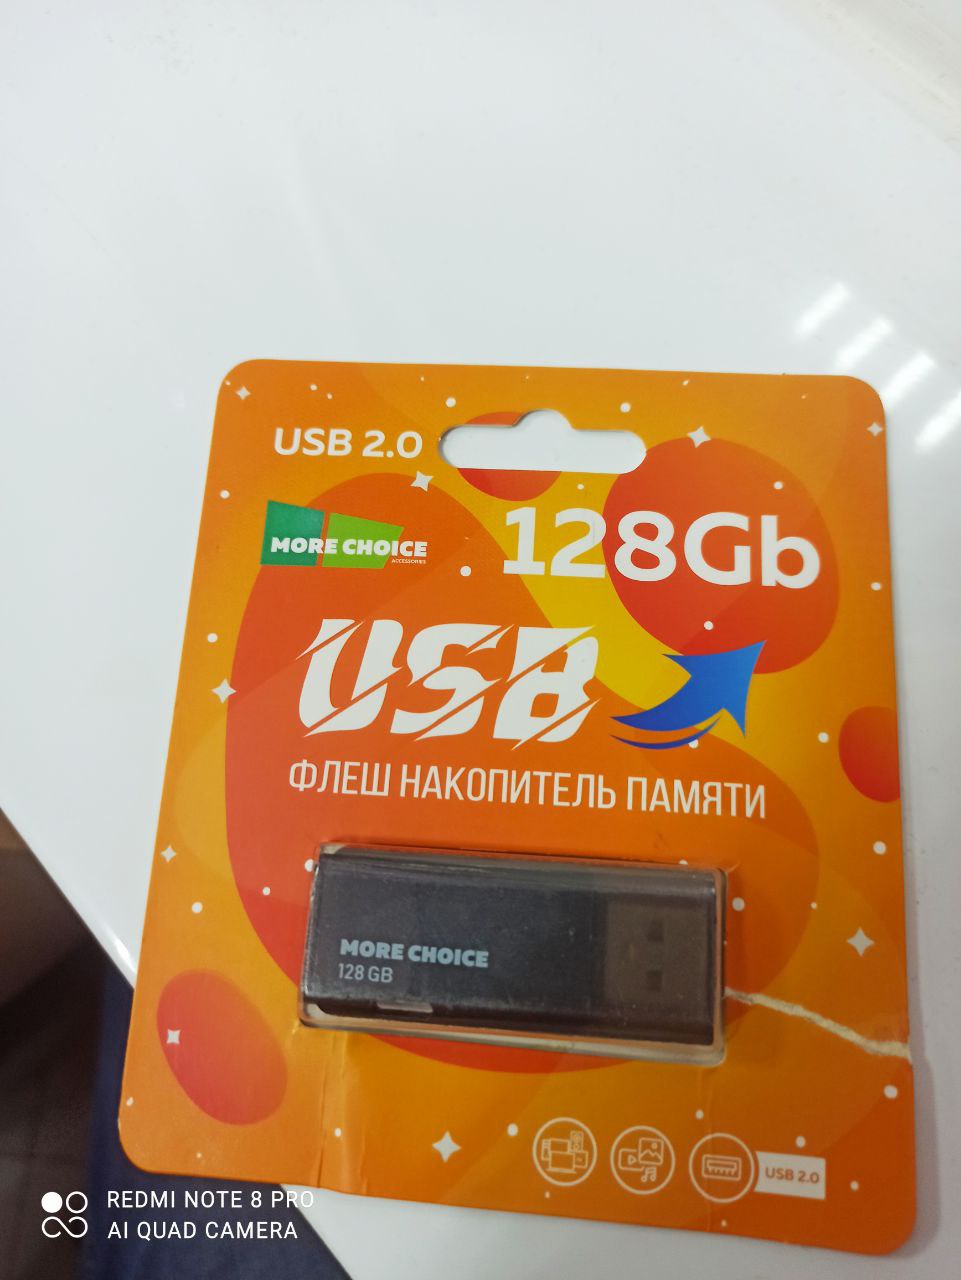 USB 2.0
128Gb
MORE CHOICE
ACCESSORIES
USB
ФЛЕШ НАКОПИТЕЛЬ ПАМЯТИ
MORE CHOICE
128 GB
USB 2.0
REDMI NOTE 8 PRO
AI QUAD CAMERA